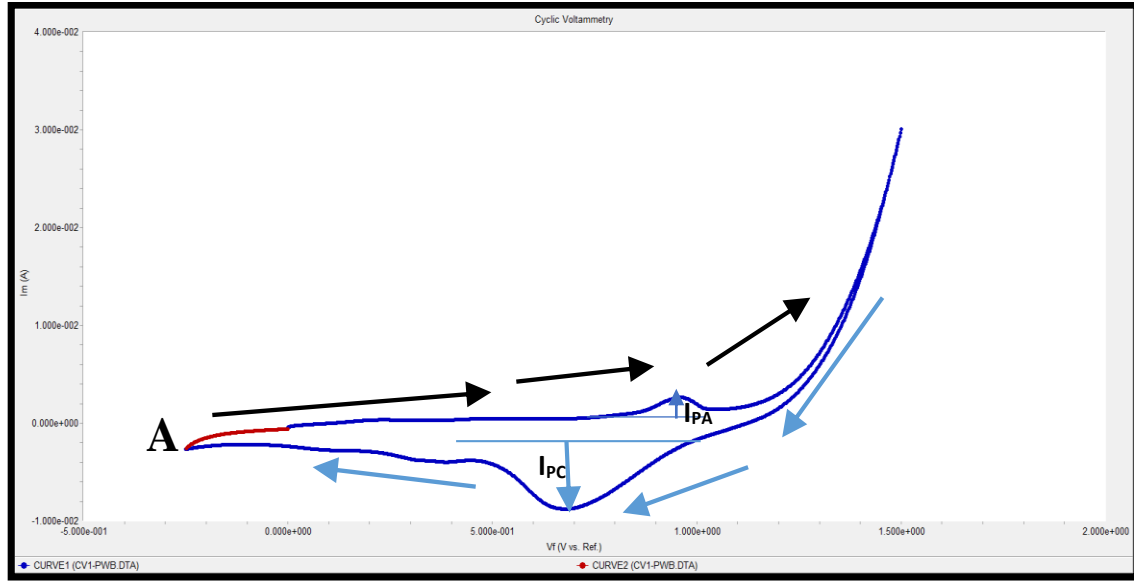 Cyclic Voltammetry
4.000e-002
3.000e-002
2.000e-002
1.000e-002
0.000e+000
-1.000e-002
Im (A)
A
IPA
IPC
-5.000e-001 0.000e+000 5.000e-001 1.000e+000 1.500e+000 2.000e+000
Vf (V vs. Ref.)
CURVE1 (CV1-PWB.DTA) CURVE2 (CV1-PWB.DTA)